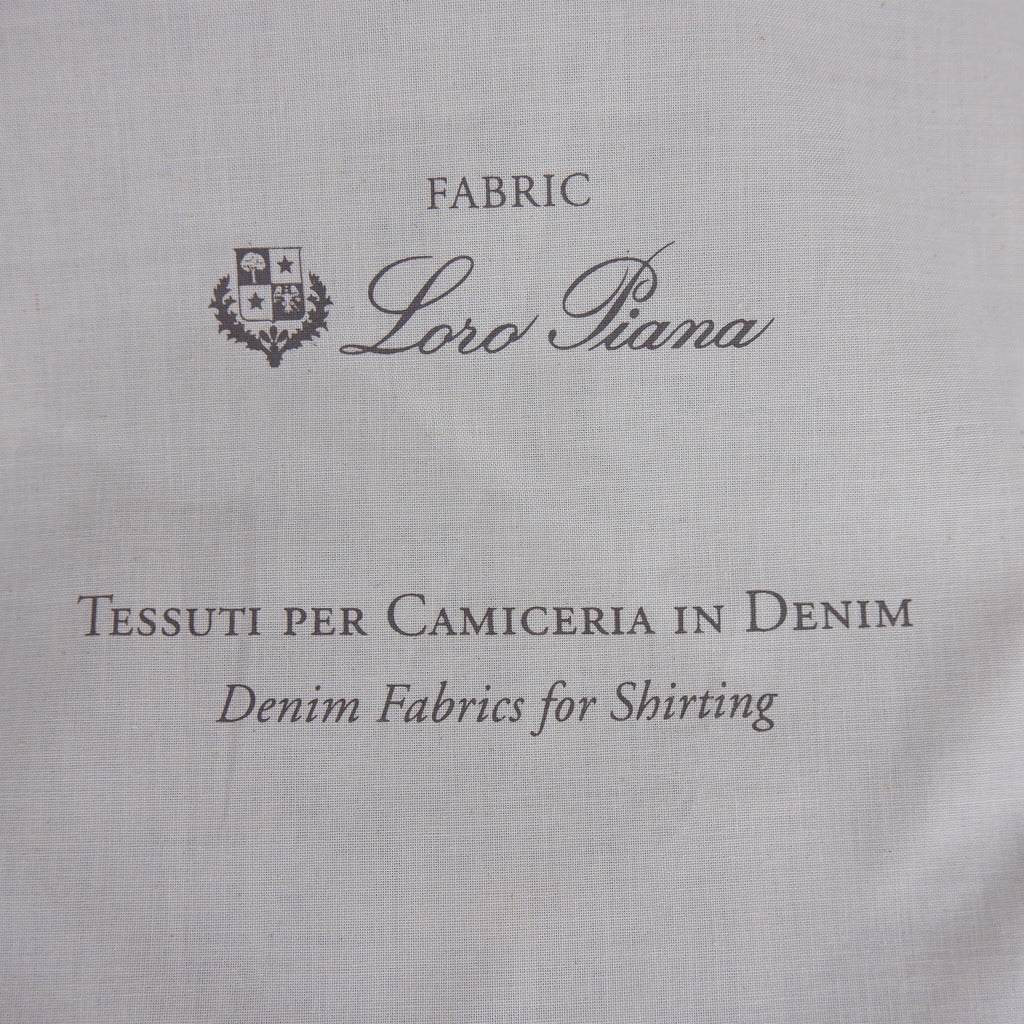 FABRIC
Loro Piana
TESSUTI PER CAMICERIA IN DENIM
Denim Fabrics for Shirting